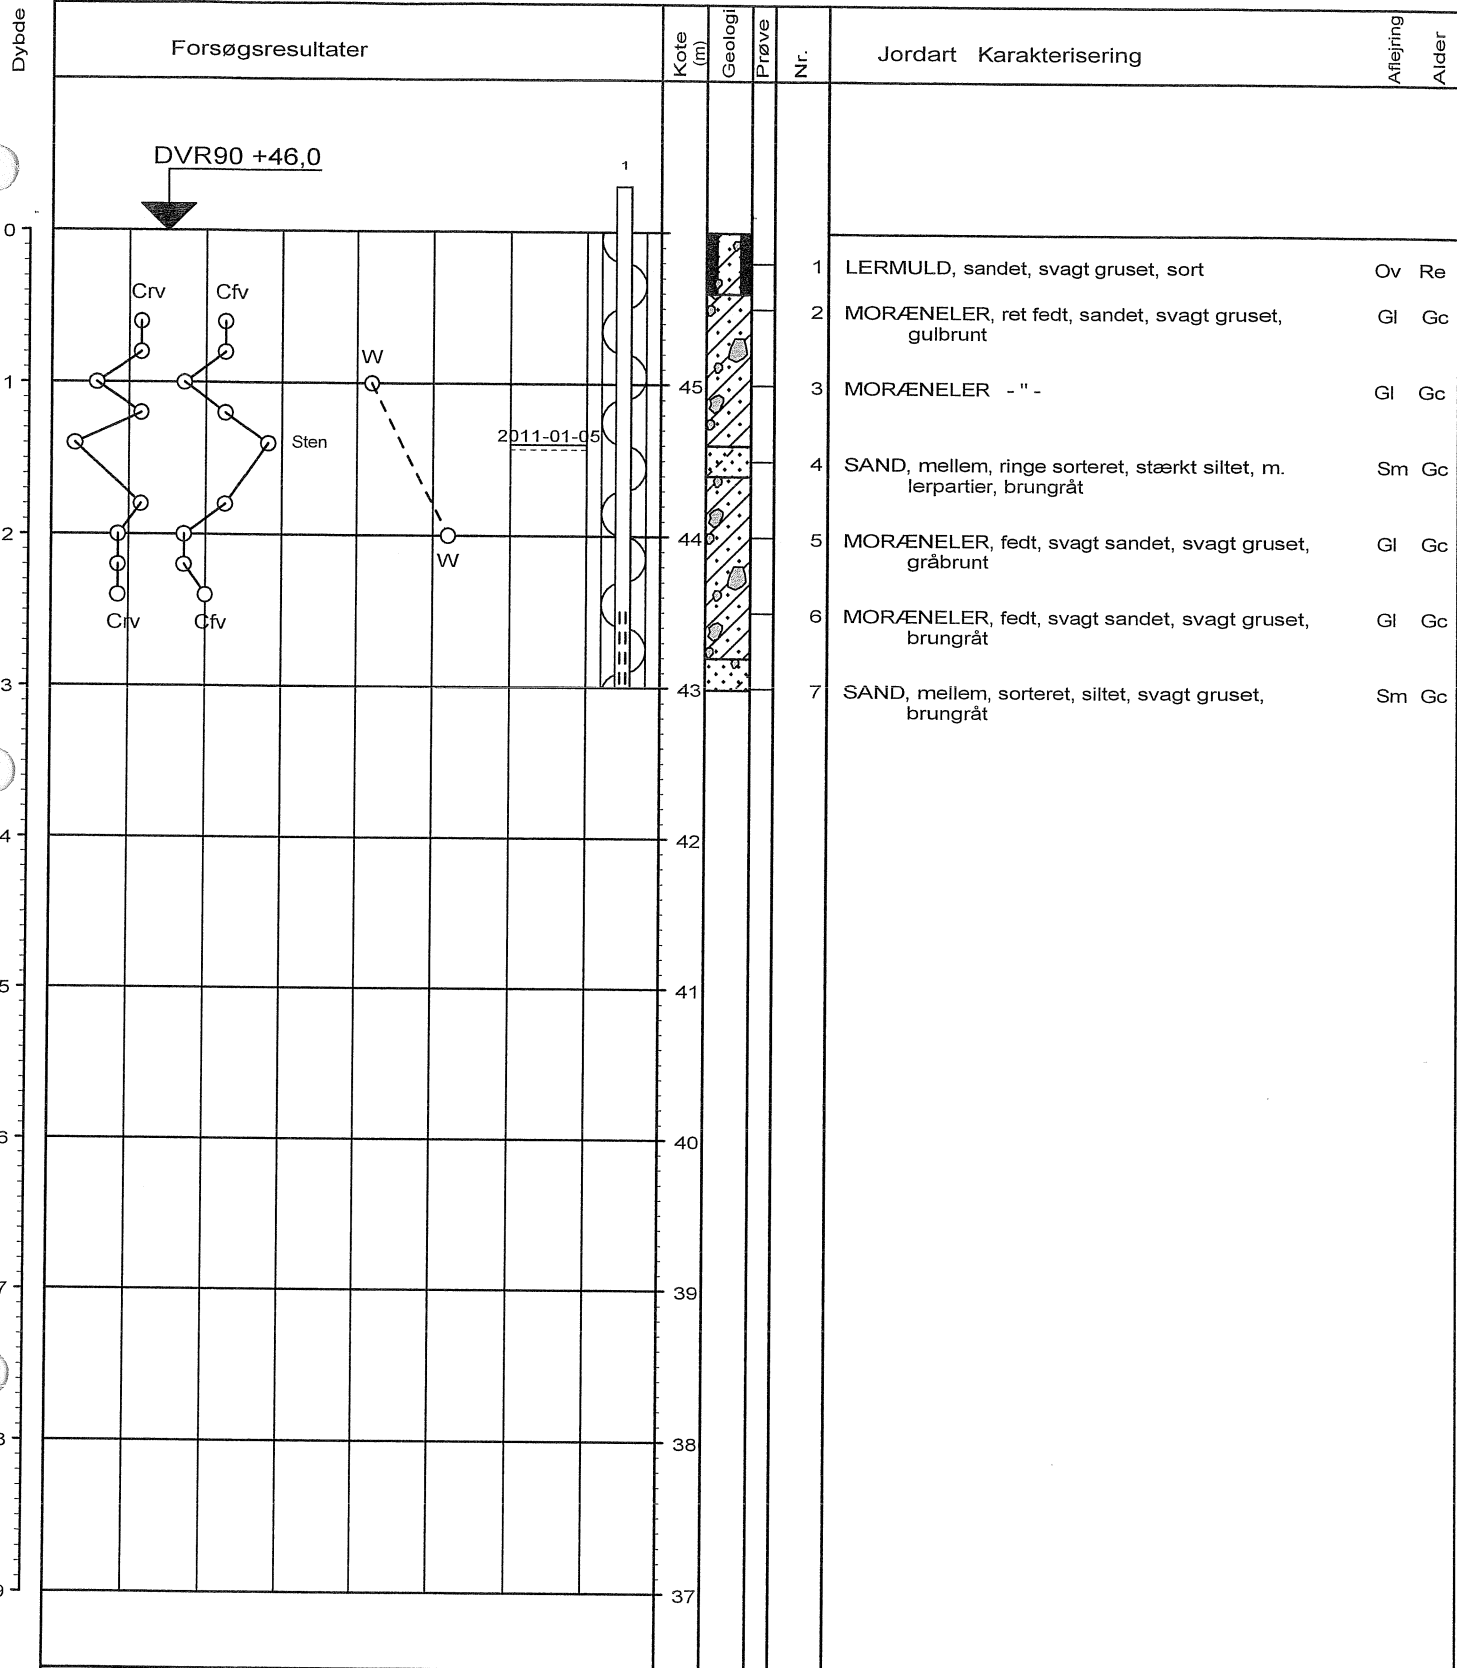 Dybde
Forsøgsresultater
Kote
(m)
Geologi
Prøve
Nr.
Jordart Karakterisering
Aflejring
Alder
DVR90 +46,0
1
0
1 LERMULD, sandet, svagt gruset, sort Ov Re
Crv Cfv
2 MORÆNELER, ret fedt, sandet, svagt gruset, Gl Gc
gulbrunt
W
1
45
3 MORÆNELER - " - Gl Gc
Sten
2011-01-05
4 SAND, mellem, ringe sorteret, stærkt siltet, m. Sm Gc
lerpartier, brungråt
2
44
5 MORÆNELER, fedt, svagt sandet, svagt gruset, Gl Gc
gråbrunt
W
Crv Cfv
6 MORÆNELER, fedt, svagt sandet, svagt gruset, Gl Gc
brungråt
3
43
7 SAND, mellem, sorteret, siltet, svagt gruset, Sm Gc
brungråt
4
42
5
41
6
40
7
39
8
38
9
37